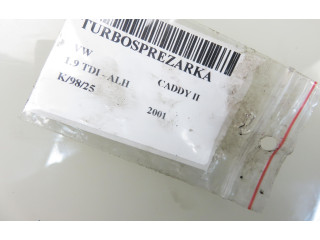 TURBOSPREZARKA
VW
1.9 TDI - ALH CADDY II
K/98/25 2001